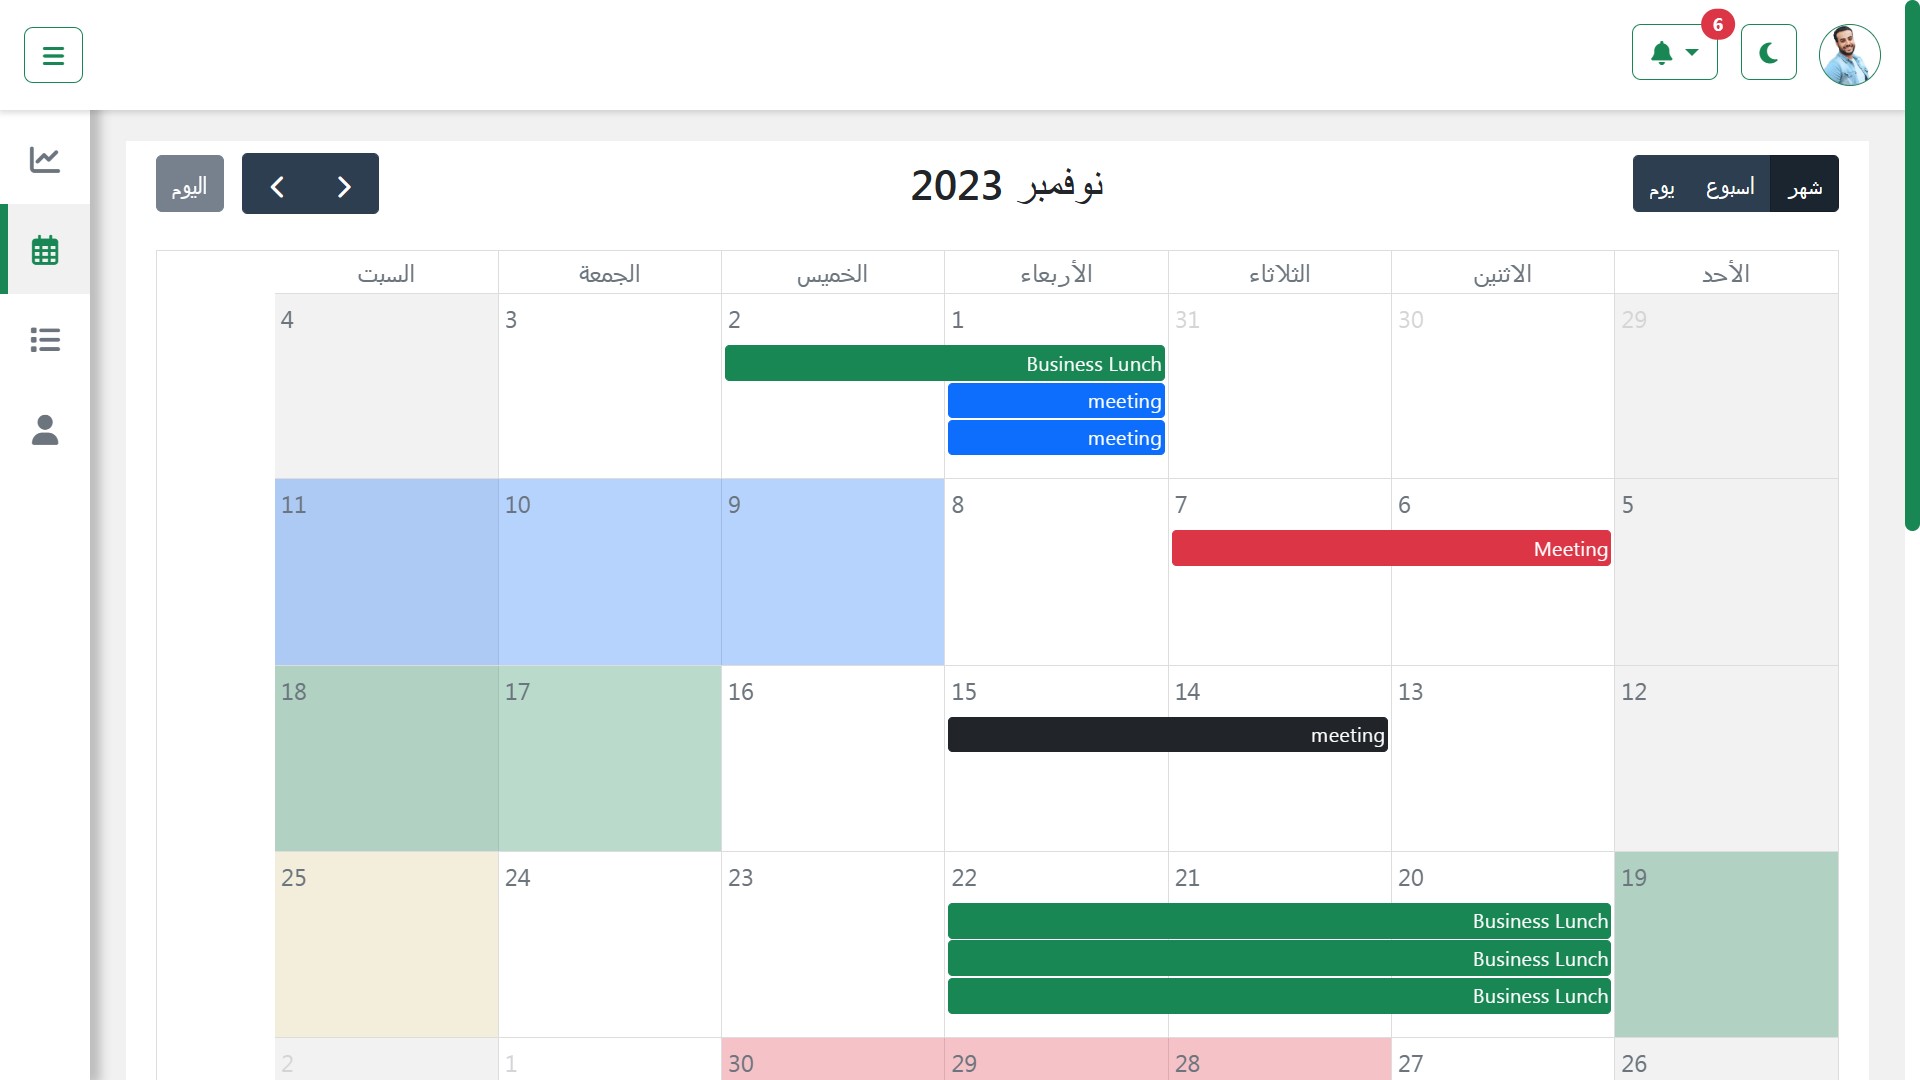 6
شهر اسبوع يوم
نوفمبر 2023
اليوم
الأحد الاثنين الثلاثاء الأربعاء الخميس الجمعة السبت
29 30 31 1 2 3 4
Business Lunch
meeting
meeting
5 6 7 8 9 10 11
Meeting
12 13 14 15 16 17 18
meeting
19 20 21 22 23 24 25
Business Lunch
Business Lunch
Business Lunch
26 27 28 29 30 1 2